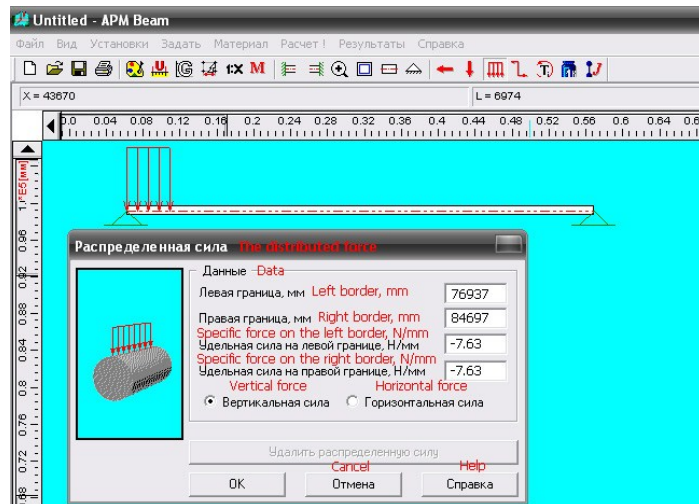 Untitled - APM Beam
Файл Вид Установки Задать Материал Расчет ! Результаты Справка
1:X M
X = 43670 L = 6974
0.0 0.04 0.08 0.12 0.16 0.2 0.24 0.28 0.32 0.36 0.4 0.44 0.48 0.52 0.56 0.6 0.64
*E5[мм]
1
0.96
0.92
0.88
0.84
0.8
0.76
0.72
0.68
Распределенная сила The distributed force
Данные Data
Левая граница, мм Left border, mm 76937
Правая граница, мм Right border, mm 84697
Specific force on the left border, N/mm
Удельная сила на левой границе, Н/мм -7.63
Specific force on the right border, N/mm
Удельная сила на правой границе, Н/мм -7.63
Vertical force Horizontal force
Вертикальная сила Горизонтальная сила
Удалить распределенную силу
Cancel Help
OK Отмена Справка